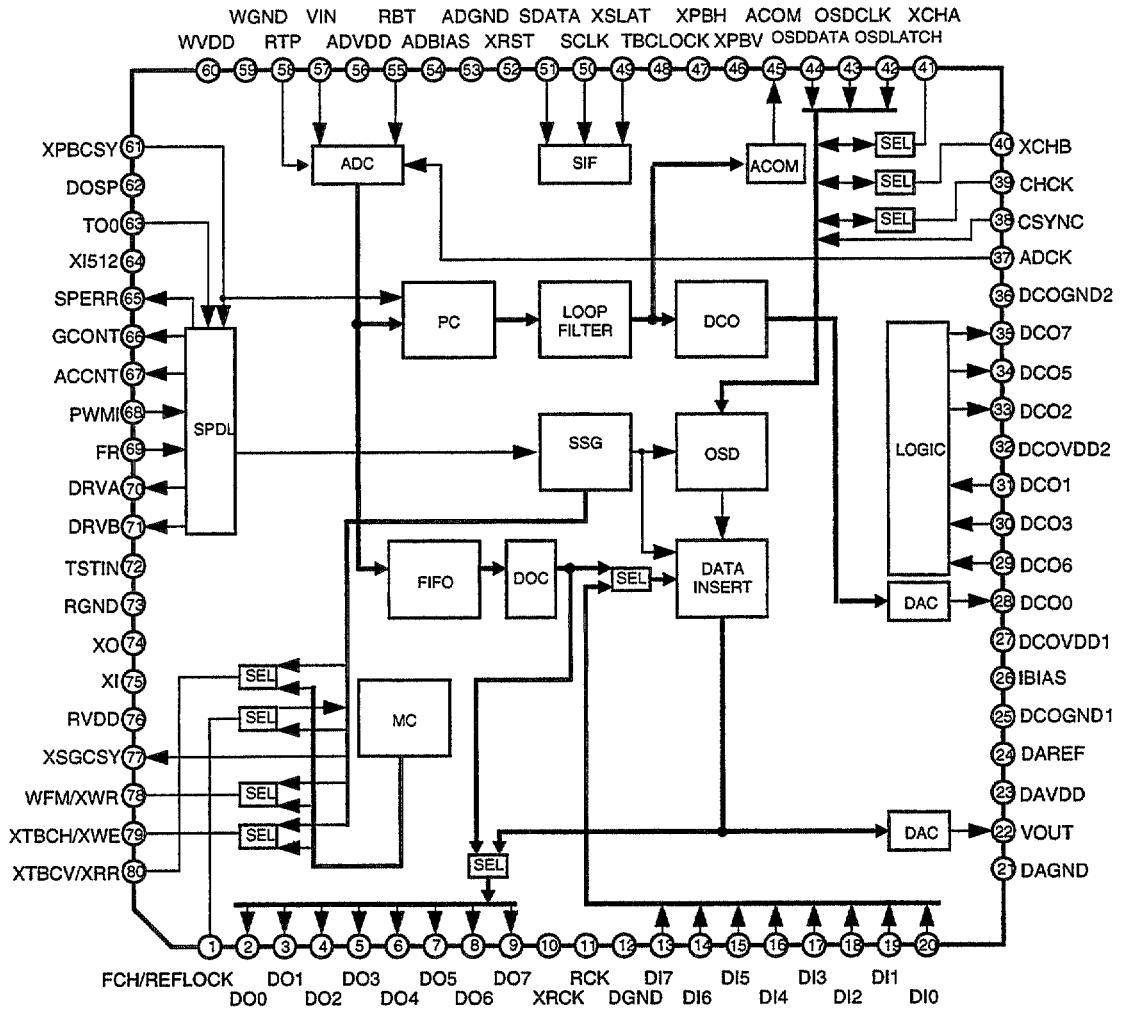 WGND VIN RBT ADGND SDATA XSLAT XPBH ACOM OSDCLK XCHA
WVDD RTP ADVDD ADBIAS XRST SCLK TBCLOCK XPBV OSDDATA OSDLATCH
60 59 58 57 56 55 54 53 52 51 50 49 48 47 46 45 44 43 42 41
XPBCSY 61
DOSP 62
TO0 63
XI512 64
SPERR 65
GCONT 66
ACCNT 67
PWMI 68
FR 69
DRVA 70
DRVB 71
TSTIN 72
RGND 73
XO 74
XI 75
RVDD 76
XSGCSY 77
WFM/XWR 78
XTBCH/XWE 79
XTBCV/XRR 80
ADC
SIF
ACOM
SEL
SEL
SEL
PC
LOOP
FILTER
DCO
SPDL
SSG
OSD
LOGIC
FIFO
DOC
SEL
DATA
INSERT
DAC
SEL
SEL
MC
SEL
SEL
SEL
DAC
40 XCHB
39 CHCK
38 CSYNC
37 ADCK
36 DCOGND2
35 DCO7
34 DCO5
33 DCO2
32 DCOVDD2
31 DCO1
30 DCO3
29 DCO6
28 DCO0
27 DCOVDD1
26 IBIAS
25 DCOGND1
24 DAREF
23 DAVDD
22 VOUT
21 DAGND
1 2 3 4 5 6 7 8 9 10 11 12 13 14 15 16 17 18 19 20
FCH/REFLOCK DO1 DO3 DO5 DO7 RCK DI7 DI5 DI3 DI1
DO0 DO2 DO4 DO6 XRCK DGND DI6 DI4 DI2 DI0